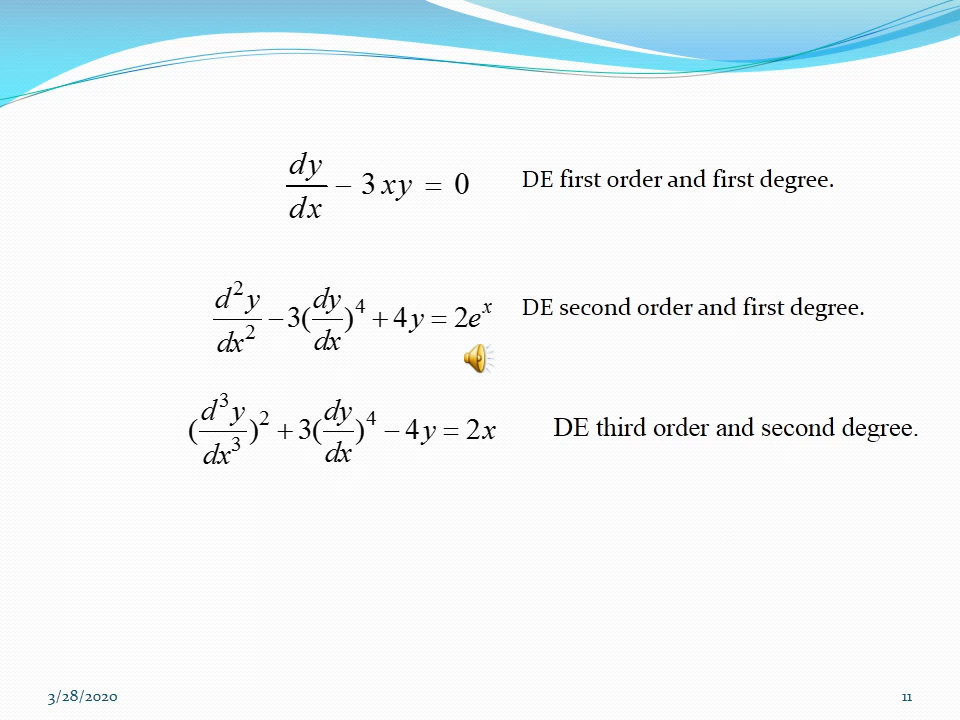 dy/dx − 3xy = 0 DE first order and first degree.
d²y/dx² − 3(dy/dx)⁴ + 4y = 2eˣ DE second order and first degree.
(d³y/dx³)² + 3(dy/dx)⁴ − 4y = 2x DE third order and second degree.
3/28/2020 11